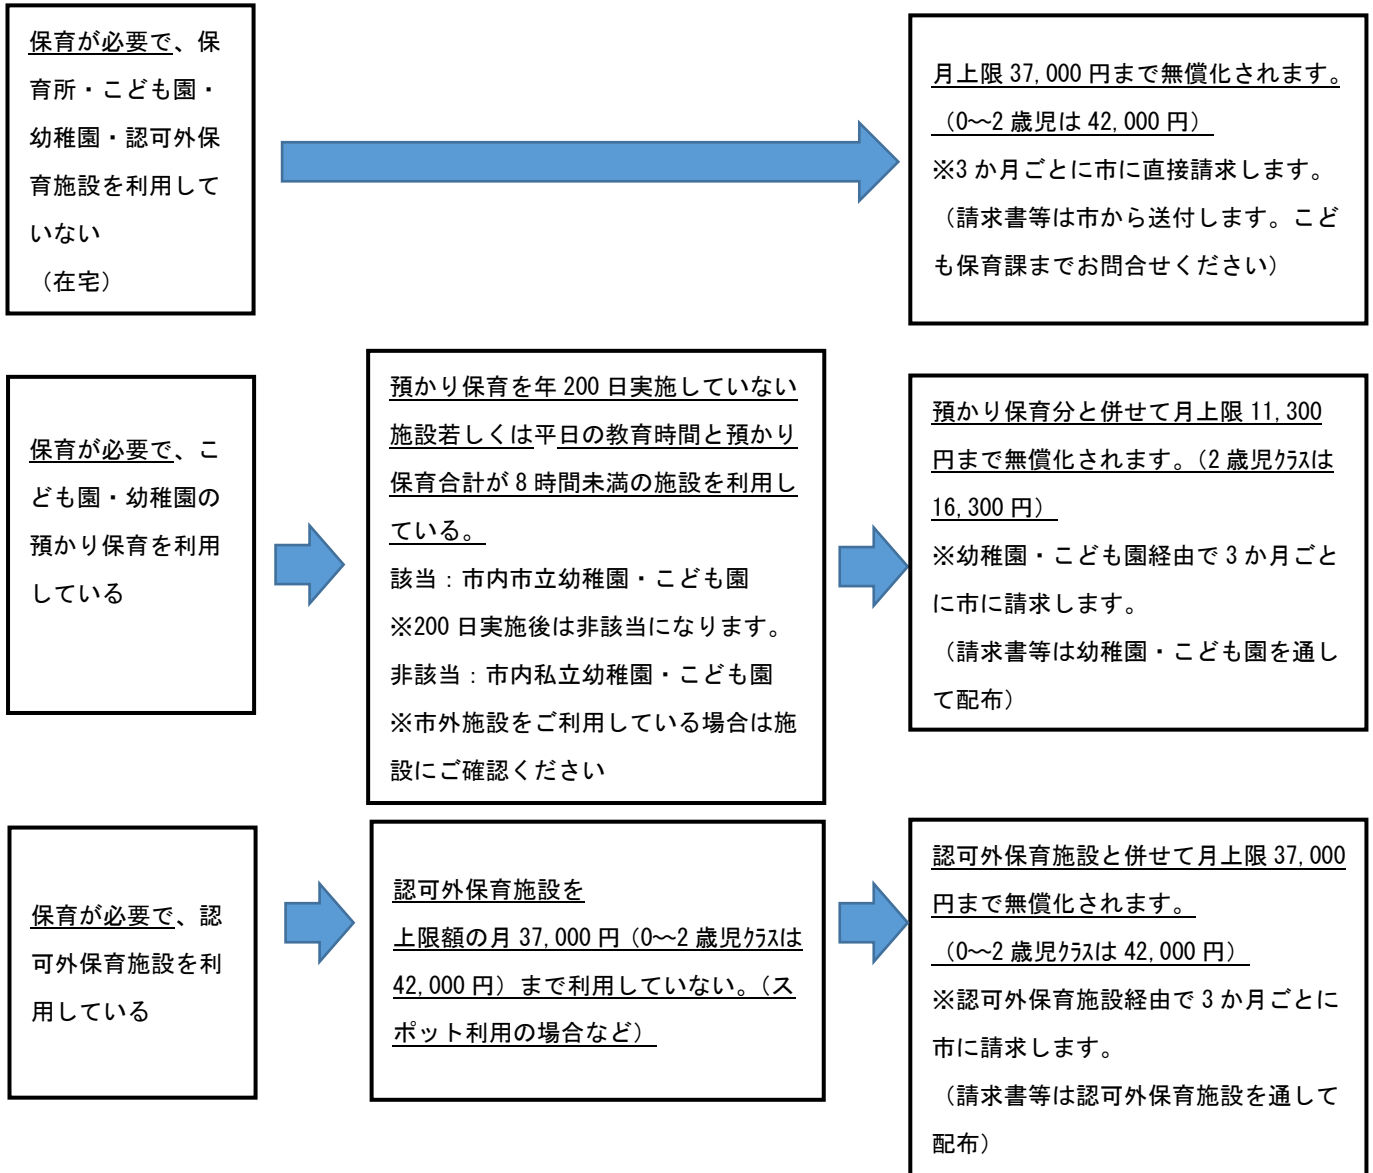 保育が必要で、保
育所・こども園・
幼稚園・認可外保
育施設を利用して
いない
（在宅）
月上限 37,000 円まで無償化されます。
（0～2 歳児は 42,000 円）
※3 か月ごとに市に直接請求します。
（請求書等は市から送付します。こど
も保育課までお問合せください）
保育が必要で、こ
ども園・幼稚園の
預かり保育を利用
している
預かり保育を年 200 日実施していない
施設若しくは平日の教育時間と預かり
保育合計が 8 時間未満の施設を利用し
ている。
該当：市内市立幼稚園・こども園
※200 日実施後は非該当になります。
非該当：市内私立幼稚園・こども園
※市外施設をご利用している場合は施
設にご確認ください
預かり保育分と併せて月上限 11,300
円まで無償化されます。（2 歳児ｸﾗｽは
16,300 円）
※幼稚園・こども園経由で 3 か月ごと
に市に請求します。
（請求書等は幼稚園・こども園を通し
て配布）
保育が必要で、認
可外保育施設を利
用している
認可外保育施設を
上限額の月 37,000 円（0～2 歳児ｸﾗｽは
42,000 円）まで利用していない。（ス
ポット利用の場合など）
認可外保育施設と併せて月上限 37,000
円まで無償化されます。
（0～2 歳児ｸﾗｽは 42,000 円）
※認可外保育施設経由で 3 か月ごとに
市に請求します。
（請求書等は認可外保育施設を通して
配布）